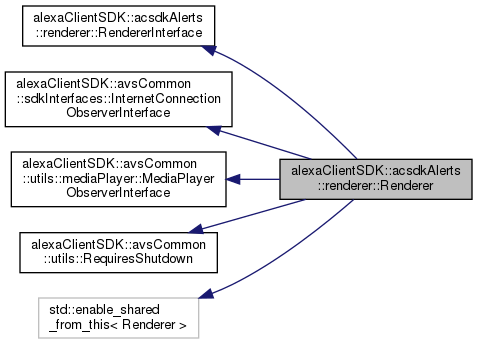 alexaClientSDK::acsdkAlerts
::renderer::RendererInterface
alexaClientSDK::avsCommon
::sdkInterfaces::InternetConnection
ObserverInterface
alexaClientSDK::avsCommon
::utils::mediaPlayer::MediaPlayer
ObserverInterface
alexaClientSDK::acsdkAlerts
::renderer::Renderer
alexaClientSDK::avsCommon
::utils::RequiresShutdown
std::enable_shared
_from_this< Renderer >